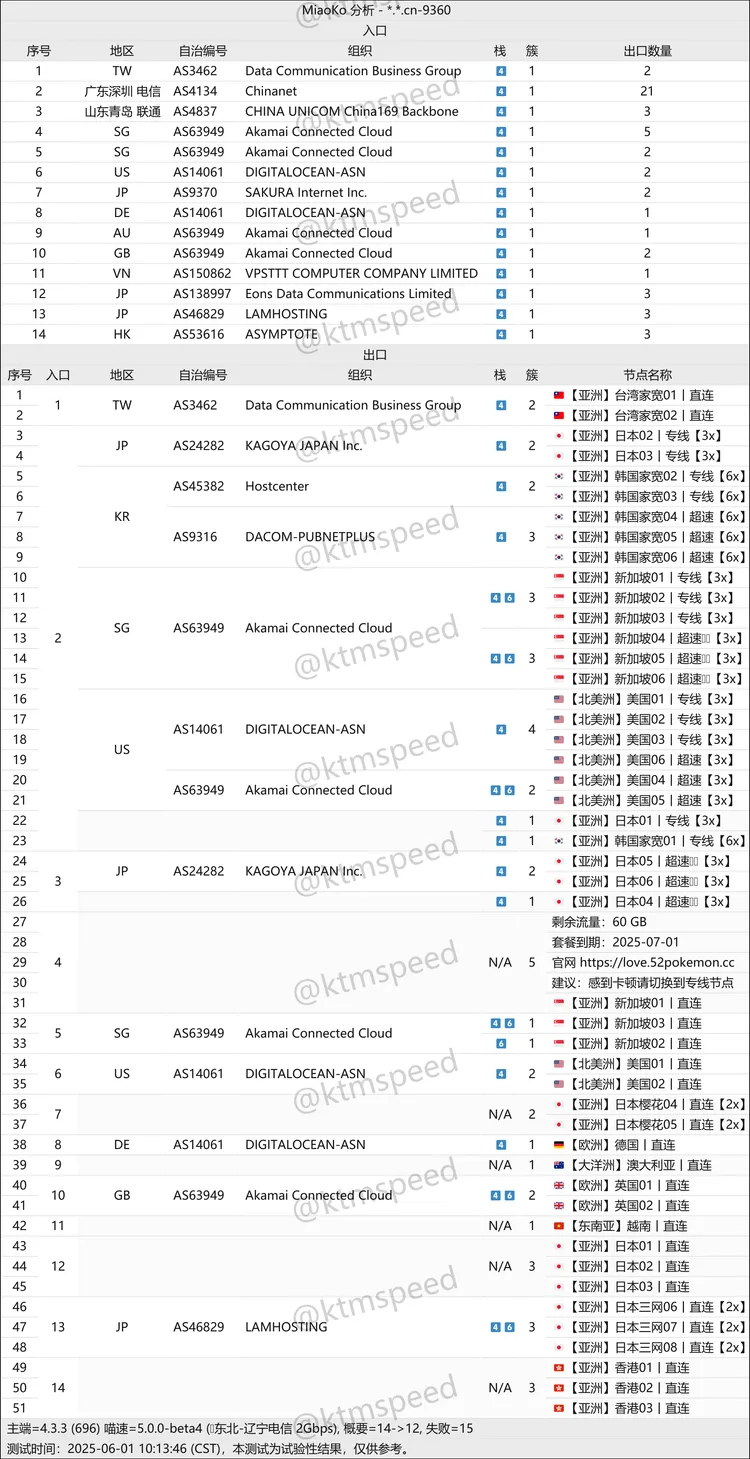 MiaoKo 分析 - *.*.cn-9360
入口
序号 地区 自治编号 组织 栈 簇 出口数量
1 TW AS3462 Data Communication Business Group 4 1 2
2 广东深圳 电信 AS4134 Chinanet 4 1 21
3 山东青岛 联通 AS4837 CHINA UNICOM China169 Backbone 4 1 3
4 SG AS63949 Akamai Connected Cloud 4 1 5
5 SG AS63949 Akamai Connected Cloud 4 1 2
6 US AS14061 DIGITALOCEAN-ASN 4 1 2
7 JP AS9370 SAKURA Internet Inc. 4 1 2
8 DE AS14061 DIGITALOCEAN-ASN 4 1 1
9 AU AS63949 Akamai Connected Cloud 4 1 1
10 GB AS63949 Akamai Connected Cloud 4 1 2
11 VN AS150862 VPSTTT COMPUTER COMPANY LIMITED 4 1 1
12 JP AS138997 Eons Data Communications Limited 4 1 3
13 JP AS46829 LAMHOSTING 4 1 3
14 HK AS53616 ASYMPTOTE 4 1 3
出口
序号 入口 地区 自治编号 组织 栈 簇 节点名称
1 【亚洲】台湾家宽01丨直连
1 TW AS3462 Data Communication Business Group 4 2
2 【亚洲】台湾家宽02丨直连
3 【亚洲】日本02丨专线【3x】
JP AS24282 KAGOYA JAPAN Inc. 4 2
4 【亚洲】日本03丨专线【3x】
5 【亚洲】韩国家宽02丨专线【6x】
AS45382 Hostcenter 4 2
6 【亚洲】韩国家宽03丨专线【6x】
7 KR 【亚洲】韩国家宽04丨超速【6x】
8 AS9316 DACOM-PUBNETPLUS 4 3 【亚洲】韩国家宽05丨超速【6x】
9 【亚洲】韩国家宽06丨超速【6x】
10 【亚洲】新加坡01丨专线【3x】
11 4 6 3 【亚洲】新加坡02丨专线【3x】
12 【亚洲】新加坡03丨专线【3x】
SG AS63949 Akamai Connected Cloud
13 2 【亚洲】新加坡04丨超速【3x】
14 4 6 3 【亚洲】新加坡05丨超速【3x】
15 【亚洲】新加坡06丨超速【3x】
16 【北美洲】美国01丨专线【3x】
17 【北美洲】美国02丨专线【3x】
AS14061 DIGITALOCEAN-ASN 4 4
18 【北美洲】美国03丨专线【3x】
US
19 【北美洲】美国06丨超速【3x】
20 【北美洲】美国04丨超速【3x】
AS63949 Akamai Connected Cloud 4 6 2
21 【北美洲】美国05丨超速【3x】
22 4 1 【亚洲】日本01丨专线【3x】
23 4 1 【亚洲】韩国家宽01丨专线【6x】
24 【亚洲】日本05丨超速【3x】
JP AS24282 KAGOYA JAPAN Inc. 4 2
25 3 【亚洲】日本06丨超速【3x】
26 4 1 【亚洲】日本04丨超速【3x】
27 剩余流量：60 GB
28 套餐到期：2025-07-01
29 4 N/A 5 官网 https://love.52pokemon.cc
30 建议：感到卡顿请切换到专线节点
31 【亚洲】新加坡01丨直连
32 4 6 1 【亚洲】新加坡03丨直连
5 SG AS63949 Akamai Connected Cloud
33 6 1 【亚洲】新加坡02丨直连
34 【北美洲】美国01丨直连
6 US AS14061 DIGITALOCEAN-ASN 4 2
35 【北美洲】美国02丨直连
36 【亚洲】日本樱花04丨直连【2x】
7 N/A 2
37 【亚洲】日本樱花05丨直连【2x】
38 8 DE AS14061 DIGITALOCEAN-ASN 4 1 【欧洲】德国丨直连
39 9 N/A 1 【大洋洲】澳大利亚丨直连
40 【欧洲】英国01丨直连
10 GB AS63949 Akamai Connected Cloud 4 6 2
41 【欧洲】英国02丨直连
42 11 N/A 1 【东南亚】越南丨直连
43 【亚洲】日本01丨直连
44 12 N/A 3 【亚洲】日本02丨直连
45 【亚洲】日本03丨直连
46 【亚洲】日本三网06丨直连【2x】
47 13 JP AS46829 LAMHOSTING 4 6 3 【亚洲】日本三网07丨直连【2x】
48 【亚洲】日本三网08丨直连【2x】
49 【亚洲】香港01丨直连
50 14 N/A 3 【亚洲】香港02丨直连
51 【亚洲】香港03丨直连
主端=4.3.3 (696) 喵速=5.0.0-beta4 (东北-辽宁电信 2Gbps), 概要=14->12, 失败=15
测试时间：2025-06-01 10:13:46 (CST)，本测试为试验性结果，仅供参考。
@ktmspeed
@ktmspeed
@ktmspeed
@ktmspeed
@ktmspeed
@ktmspeed
@ktmspeed
@ktmspeed
@ktmspeed
@ktmspeed
@ktmspeed
@ktmspeed
@ktmspeed
@ktmspeed